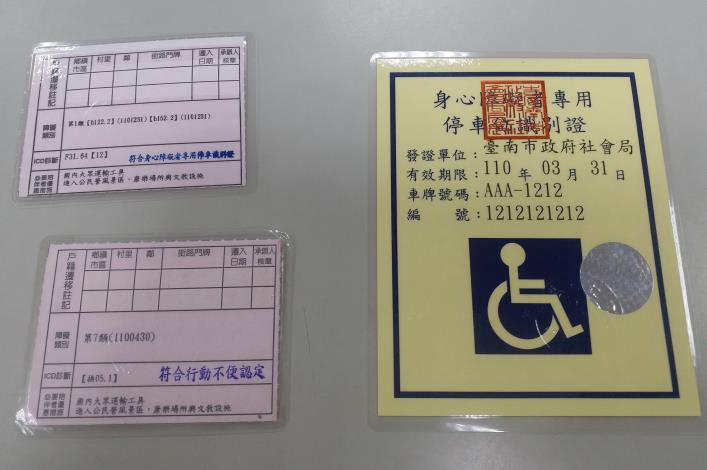 戶籍遷移註記
鄉鎮市區
村里
鄰
街路門牌
遷入日期
承辦人核章
障礙類別
第1類【b122.2】(1101231)【b152.2】(1101231)
ICD診斷
F31.64【12】
符合身心障礙者專用停車識別證
必要陪伴者優惠措施
國內大眾運輸工具
進入公民營風景區、康樂場所與文教設施
戶籍遷移註記
鄉鎮市區
村里
鄰
街路門牌
遷入日期
承辦人核章
障礙類別
第7類(1100430)
ICD診斷
【換05.1】
符合行動不便認定
必要陪伴者優惠措施
國內大眾運輸工具
進入公民營風景區、康樂場所與文教設施
身心障礙者專用
停車位識別證
發證單位：臺南市政府社會局
有效期限：110 年 03 月 31 日
車牌號碼：AAA-1212
編　　號：1212121212